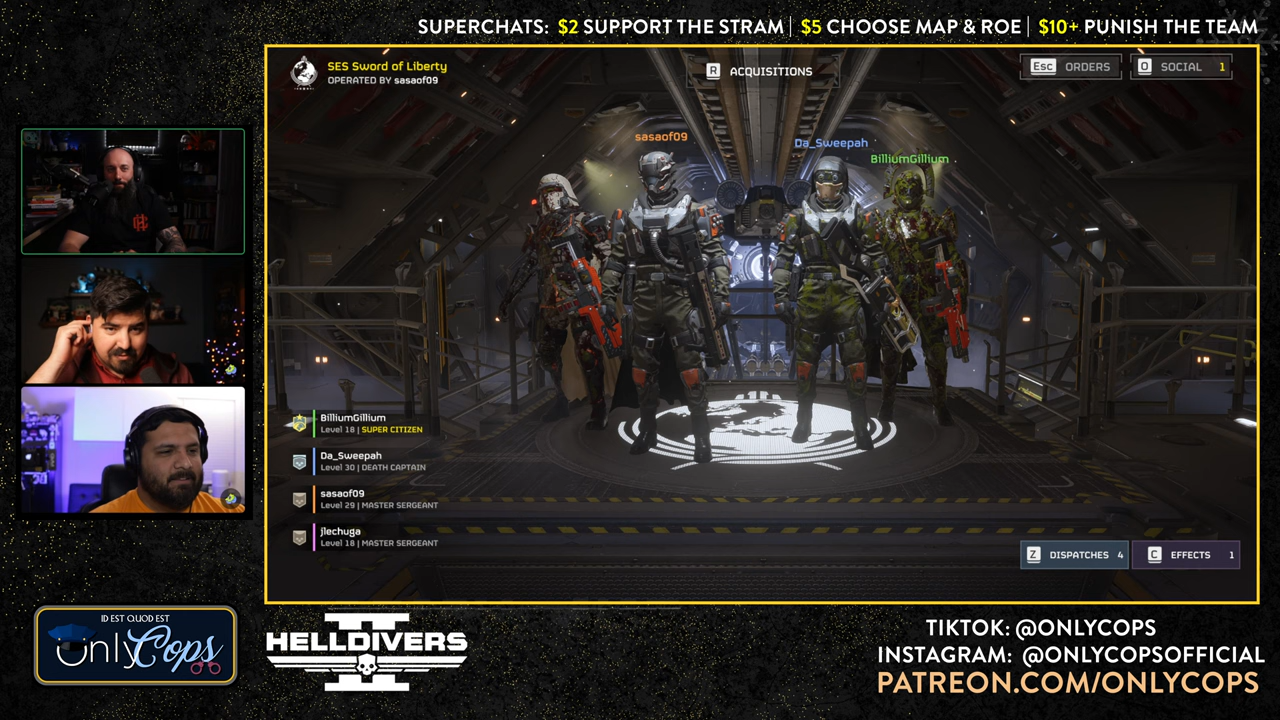 SUPERCHATS: $2 SUPPORT THE STRAM | $5 CHOOSE MAP & ROE | $10+ PUNISH THE TEAM
SES Sword of Liberty
OPERATED BY sasaof09
R ACQUISITIONS
Esc ORDERS
O SOCIAL 1
sasaof09
Da_Sweepah
BilliumGillium
BilliumGillium
Level 18 | SUPER CITIZEN
Da_Sweepah
Level 30 | DEATH CAPTAIN
sasaof09
Level 29 | MASTER SERGEANT
jlechuga
Level 18 | MASTER SERGEANT
Z DISPATCHES 4
C EFFECTS 1
ID EST QUOD EST
OnlyCops
HELLDIVERS
II
TIKTOK: @ONLYCOPS
INSTAGRAM: @ONLYCOPSOFFICIAL
PATREON.COM/ONLYCOPS